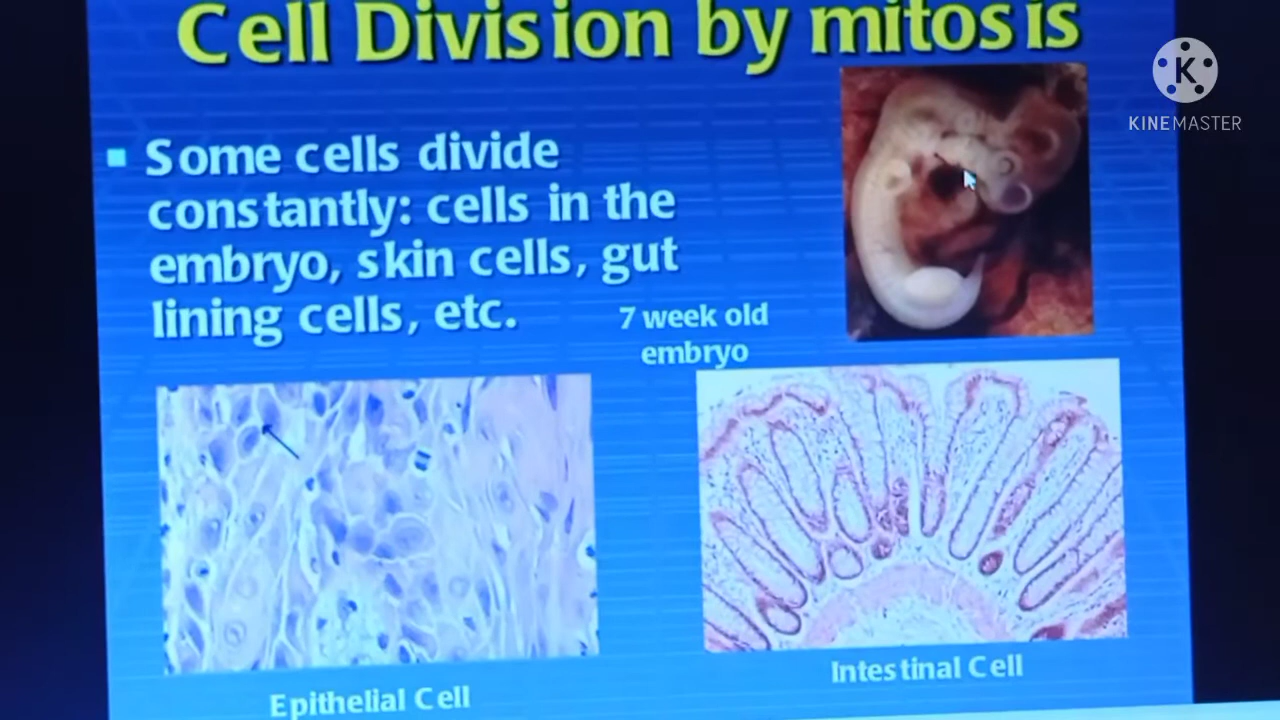 Cell Division by mitosis
KINEMASTER
Some cells divide
constantly: cells in the
embryo, skin cells, gut
lining cells, etc.
7 week old
embryo
Epithelial Cell
Intestinal Cell